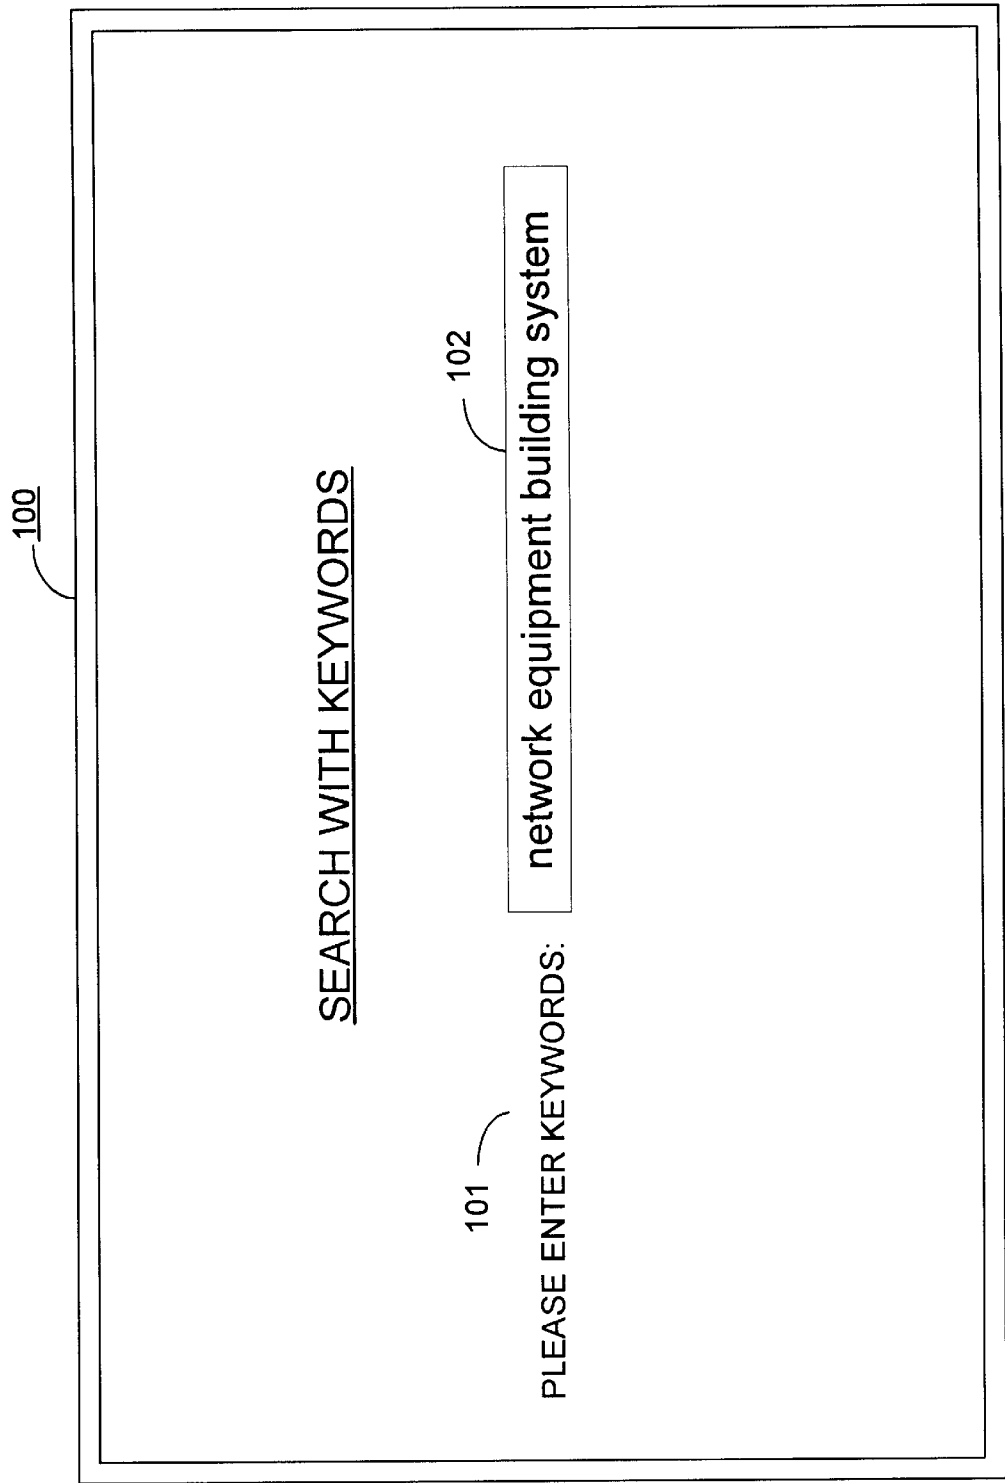 100
SEARCH WITH KEYWORDS
101
102
PLEASE ENTER KEYWORDS: network equipment building system